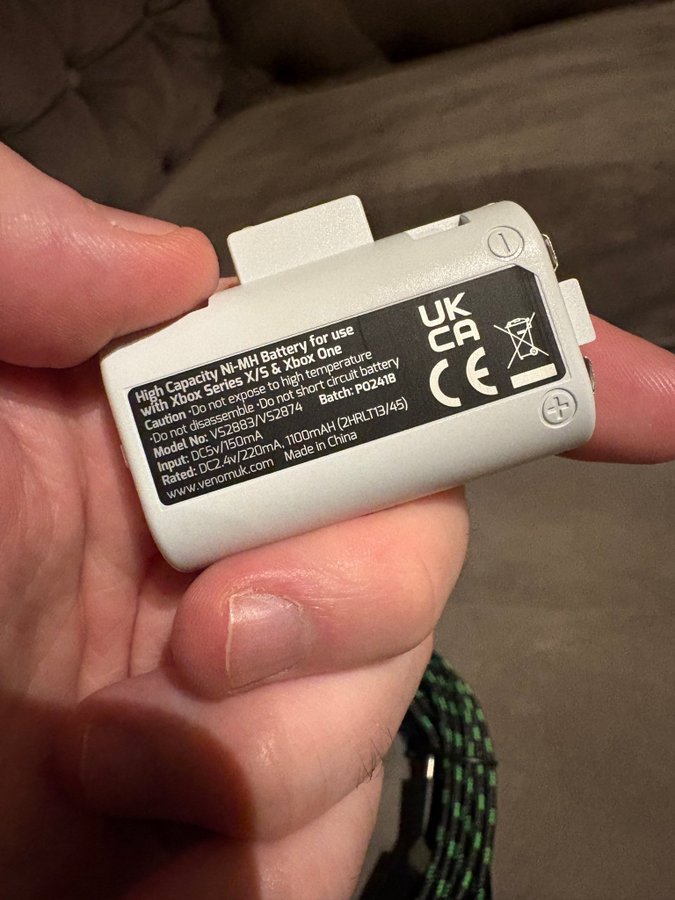 High Capacity Ni-MH Battery for use
with Xbox Series X/S & Xbox One
Caution •Do not expose to high temperature
•Do not disassemble •Do not short circuit battery
Model No: VS2883/VS2874 Batch: PO2418
Input: DC5v/150mA
Rated: DC2.4v/220mA, 1100mAH (2HRLT13/45)
www.venomuk.com Made in China
UK
CA
CE